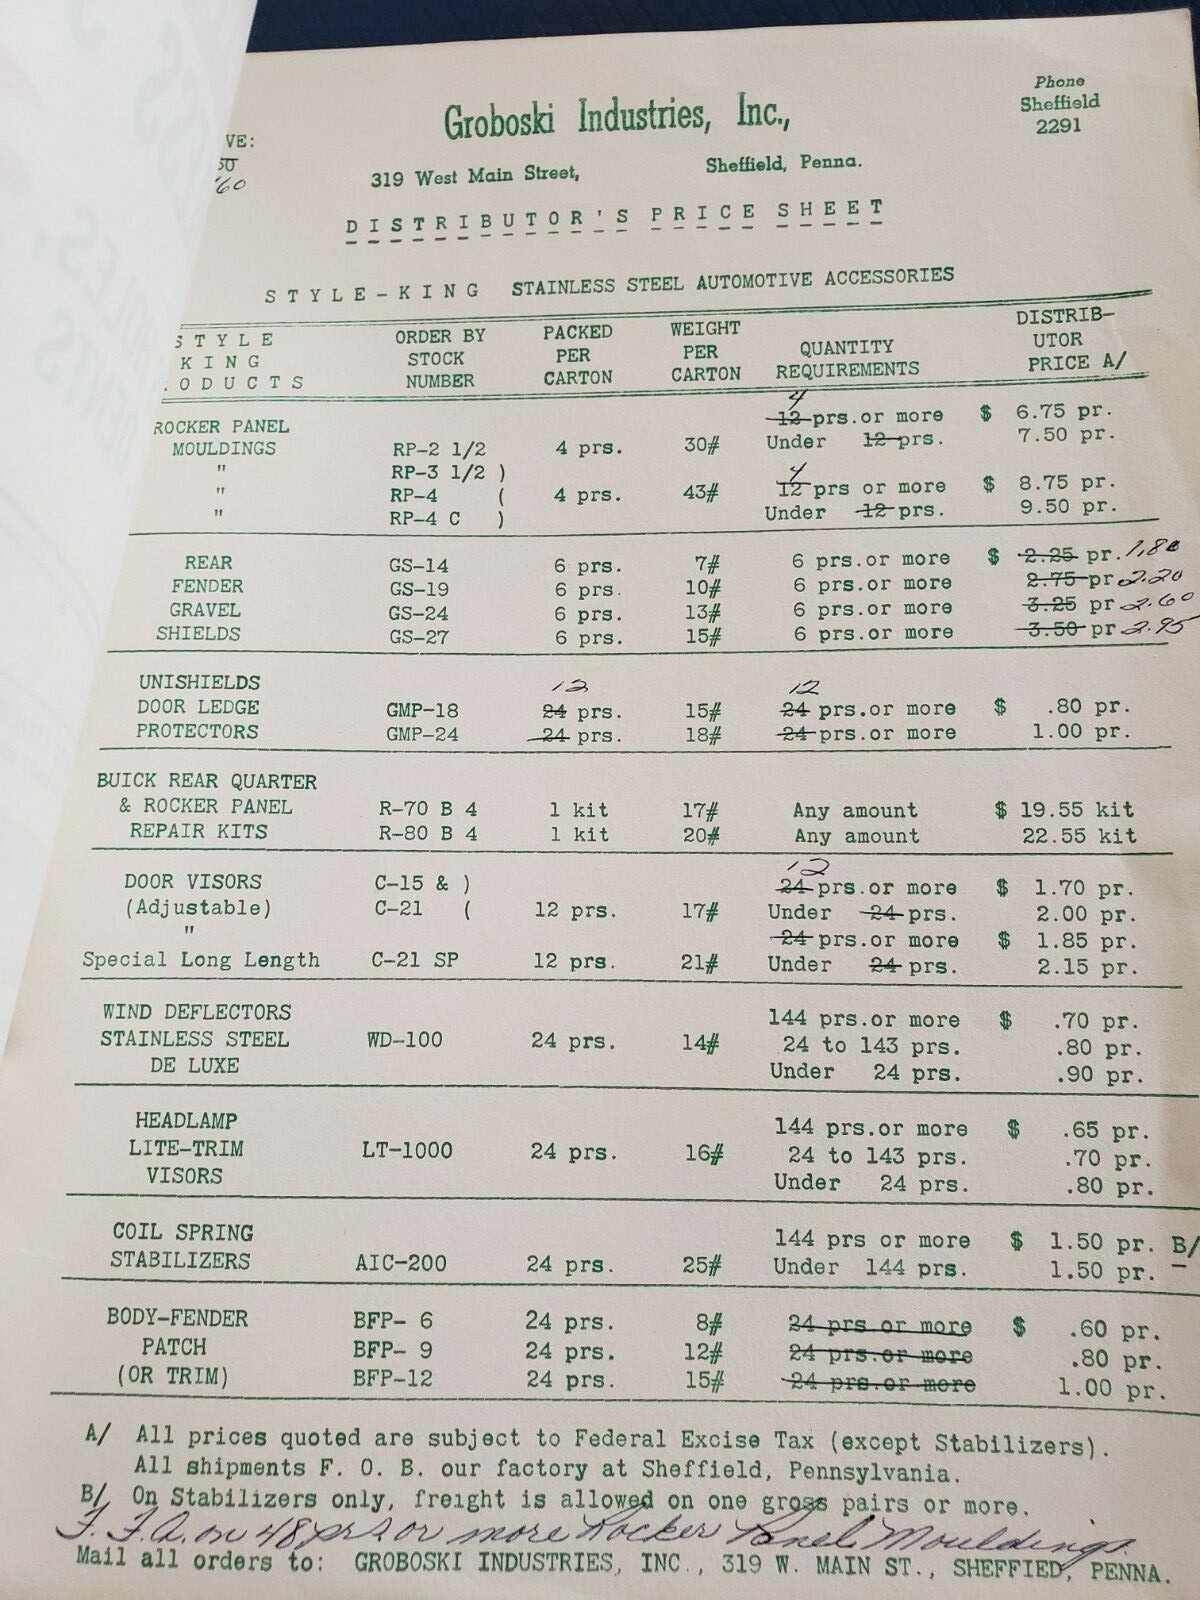 Phone
Groboski Industries, Inc.,
Sheffield
2291
VE:
50
60
319 West Main Street, Sheffield, Penna.
DISTRIBUTOR'S PRICE SHEET
STYLE-KING STAINLESS STEEL AUTOMOTIVE ACCESSORIES
STYLE ORDER BY PACKED WEIGHT DISTRIB-
KING STOCK PER PER QUANTITY UTOR
ODUCTS NUMBER CARTON CARTON REQUIREMENTS PRICE A/
4
ROCKER PANEL 12 prs.or more $ 6.75 pr.
MOULDINGS RP-2 1/2 4 prs. 30# Under 12 prs. 7.50 pr.
" RP-3 1/2 ) 4
" RP-4 ( 4 prs. 43# 12 prs or more $ 8.75 pr.
" RP-4 C ) Under 12 prs. 9.50 pr.
REAR GS-14 6 prs. 7# 6 prs.or more $ 2.25 pr. 1.80
FENDER GS-19 6 prs. 10# 6 prs.or more 2.75 pr 2.20
GRAVEL GS-24 6 prs. 13# 6 prs.or more 3.25 pr 2.60
SHIELDS GS-27 6 prs. 15# 6 prs.or more 3.50 pr 2.95
UNISHIELDS 12 12
DOOR LEDGE GMP-18 24 prs. 15# 24 prs.or more $ .80 pr.
PROTECTORS GMP-24 24 prs. 18# 24 prs.or more 1.00 pr.
BUICK REAR QUARTER
& ROCKER PANEL R-70 B 4 1 kit 17# Any amount $ 19.55 kit
REPAIR KITS R-80 B 4 1 kit 20# Any amount 22.55 kit
12
DOOR VISORS C-15 & ) 24 prs.or more $ 1.70 pr.
(Adjustable) C-21 ( 12 prs. 17# Under 24 prs. 2.00 pr.
" 24 prs.or more $ 1.85 pr.
Special Long Length C-21 SP 12 prs. 21# Under 24 prs. 2.15 pr.
WIND DEFLECTORS 144 prs.or more $ .70 pr.
STAINLESS STEEL WD-100 24 prs. 14# 24 to 143 prs. .80 pr.
DE LUXE Under 24 prs. .90 pr.
HEADLAMP 144 prs.or more $ .65 pr.
LITE-TRIM LT-1000 24 prs. 16# 24 to 143 prs. .70 pr.
VISORS Under 24 prs. .80 pr.
COIL SPRING 144 prs or more $ 1.50 pr. B/
STABILIZERS AIC-200 24 prs. 25# Under 144 prs. 1.50 pr.
BODY-FENDER BFP- 6 24 prs. 8# 24 prs.or more $ .60 pr.
PATCH BFP- 9 24 prs. 12# 24 prs.or more .80 pr.
(OR TRIM) BFP-12 24 prs. 15# 24 prs.or more 1.00 pr.
A/ All prices quoted are subject to Federal Excise Tax (except Stabilizers).
All shipments F. O. B. our factory at Sheffield, Pennsylvania.
B/ On Stabilizers only, freight is allowed on one gross pairs or more.
F. F.A. on 48 prs or more Rocker Panel Mouldings.
Mail all orders to: GROBOSKI INDUSTRIES, INC., 319 W. MAIN ST., SHEFFIED, PENNA.